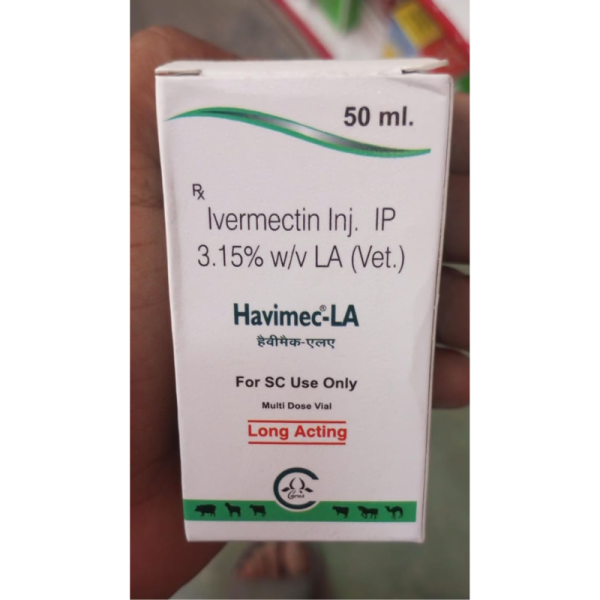 50 ml.
Rx
Ivermectin Inj. IP
3.15% w/v LA (Vet.)
Havimec®-LA
हैवीमैक-एलए
For SC Use Only
Multi Dose Vial
Long Acting